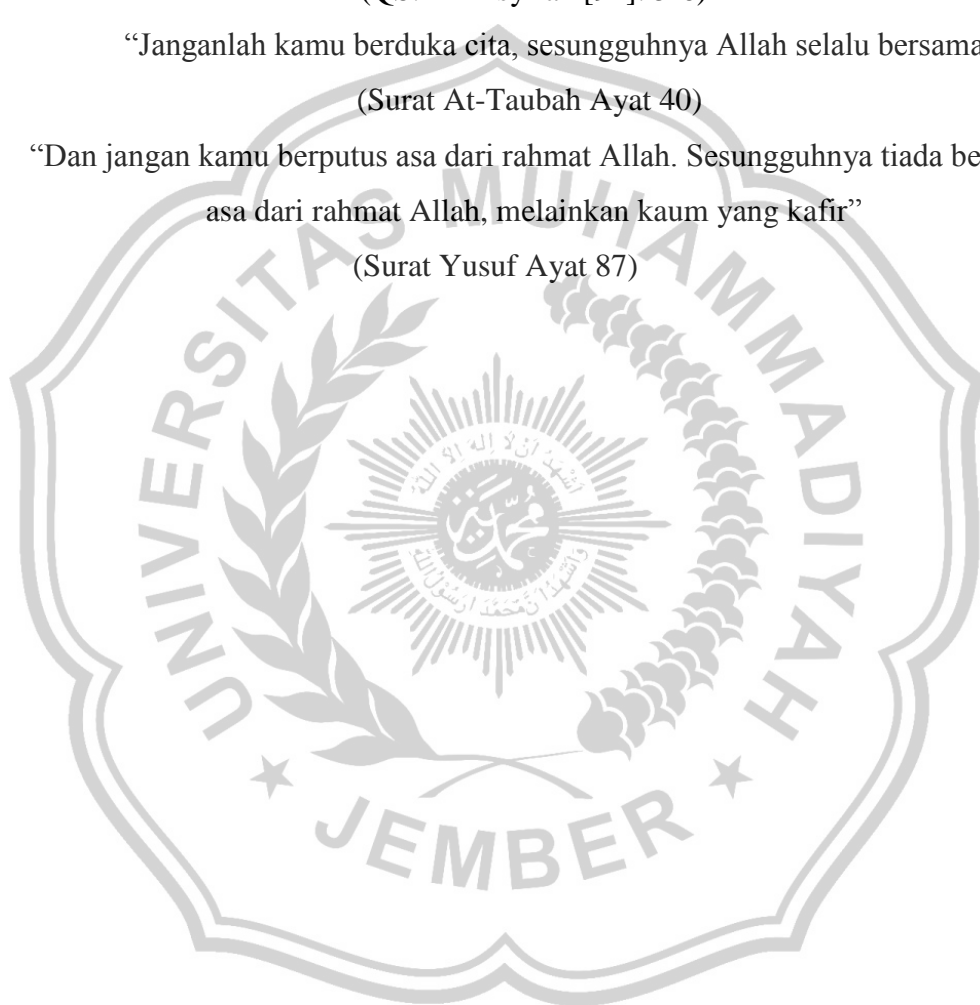 “Janganlah kamu berduka cita, sesungguhnya Allah selalu bersama
(Surat At-Taubah Ayat 40)
“Dan jangan kamu berputus asa dari rahmat Allah. Sesungguhnya tiada
asa dari rahmat Allah, melainkan kaum yang kafir”
(Surat Yusuf Ayat 87)
UNIVERSITAS MUHAMMADIYAH
JEMBER